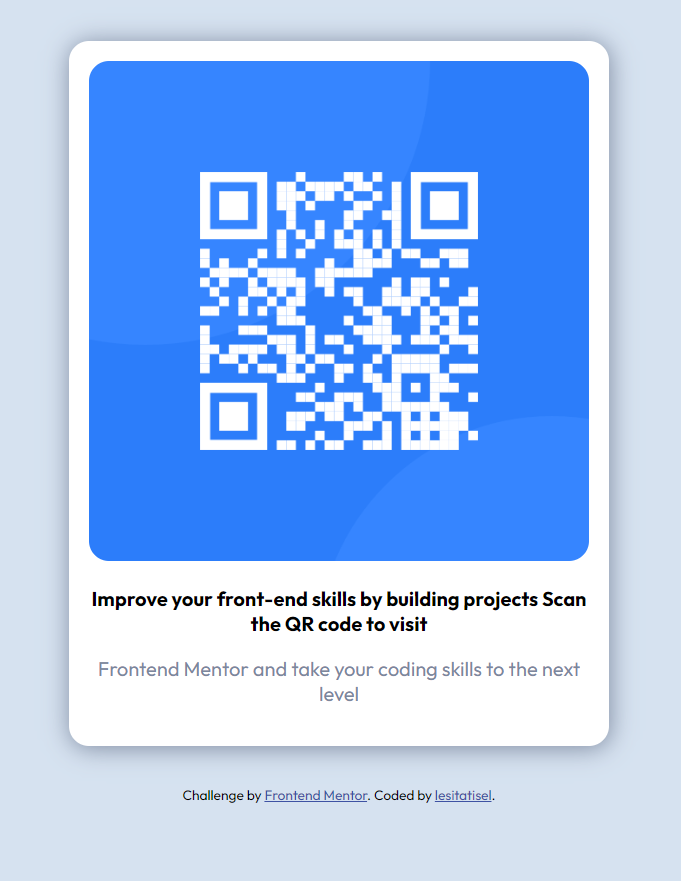 Improve your front-end skills by building projects Scan
the QR code to visit
Frontend Mentor and take your coding skills to the next
level
Challenge by Frontend Mentor. Coded by lesitatisel.